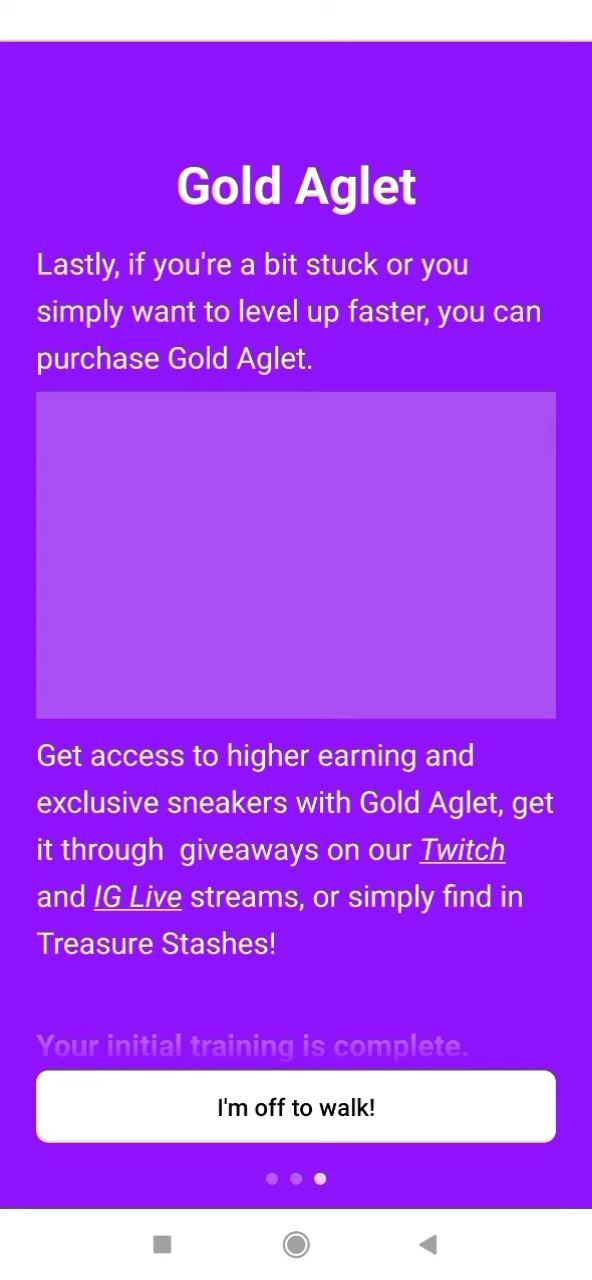 Gold Aglet
Lastly, if you're a bit stuck or you
simply want to level up faster, you can
purchase Gold Aglet.
Get access to higher earning and
exclusive sneakers with Gold Aglet, get
it through  giveaways on our Twitch
and IG Live streams, or simply find in
Treasure Stashes!
Your initial training is complete.
I'm off to walk!